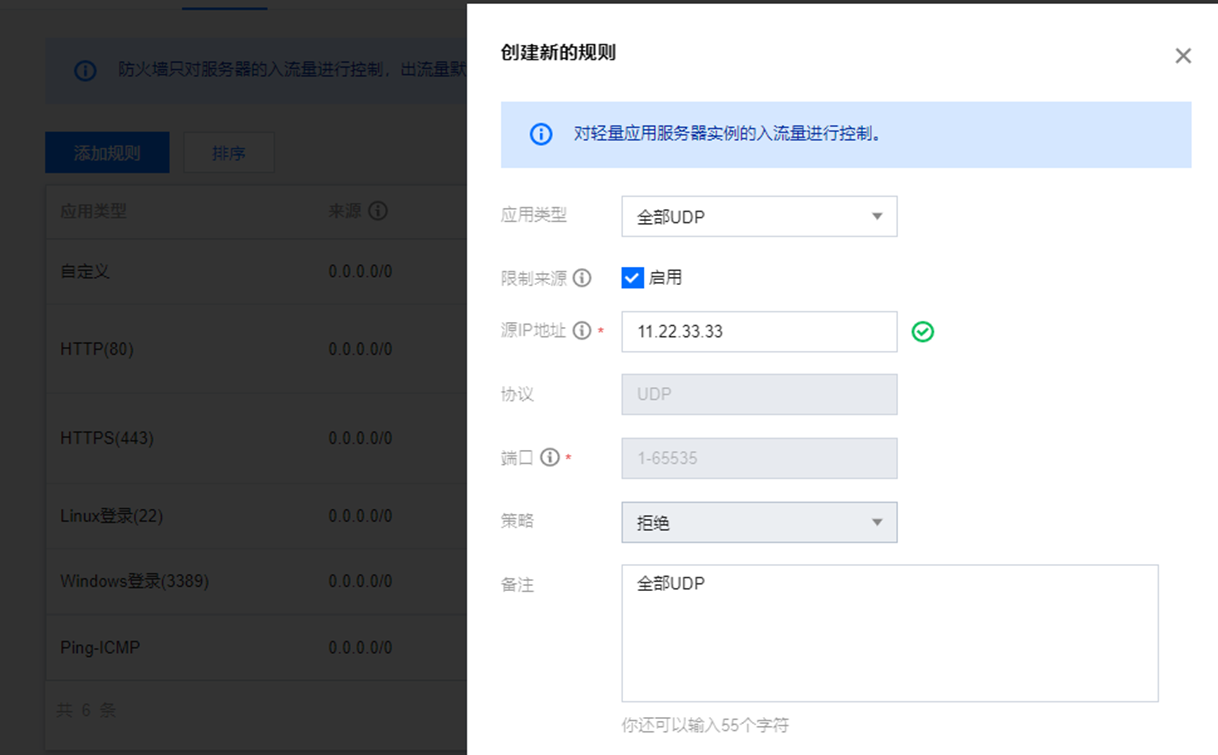 防火墙只对服务器的入流量进行控制，出流量默
添加规则
排序
应用类型
来源
自定义
0.0.0.0/0
HTTP(80)
0.0.0.0/0
HTTPS(443)
0.0.0.0/0
Linux登录(22)
0.0.0.0/0
Windows登录(3389)
0.0.0.0/0
Ping-ICMP
0.0.0.0/0
共 6 条
创建新的规则
对轻量应用服务器实例的入流量进行控制。
应用类型
全部UDP
限制来源
启用
源IP地址 *
11.22.33.33
协议
UDP
端口 *
1-65535
策略
拒绝
备注
全部UDP
你还可以输入55个字符